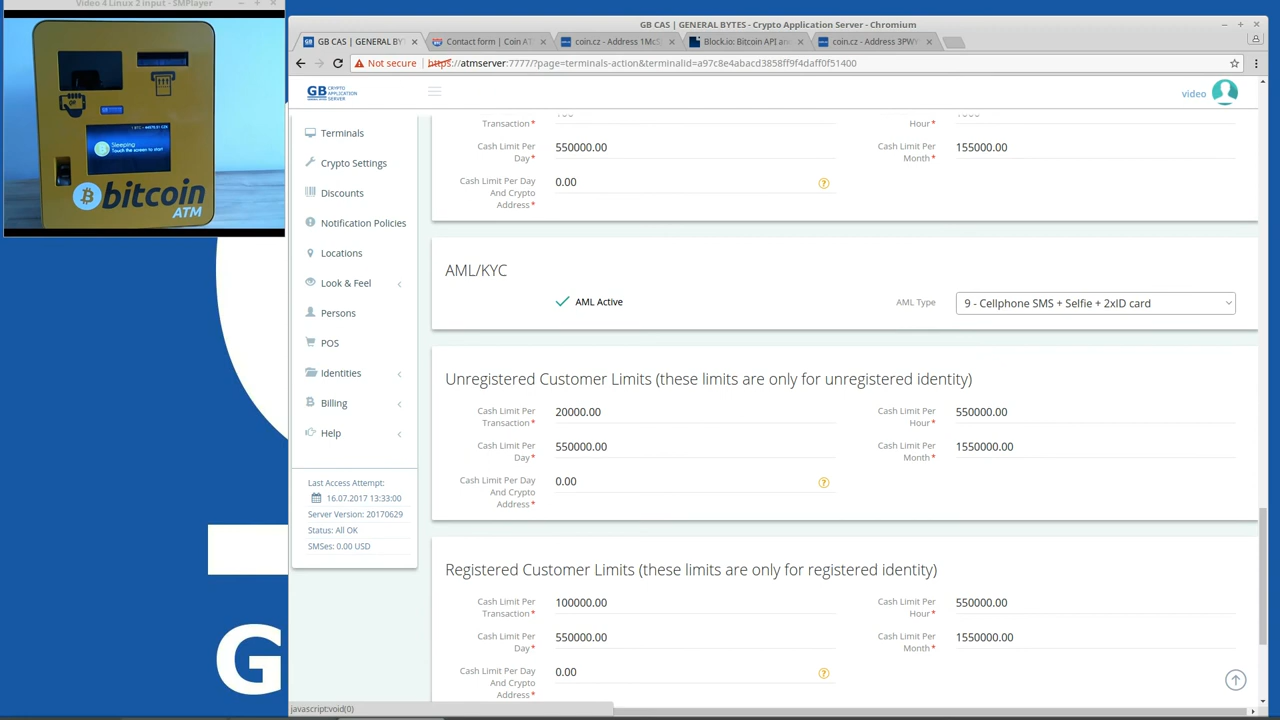 Video 4 Linux 2 input - SMPlayer
Sleeping
Touch the screen to start
bitcoin
ATM
G
GB CAS | GENERAL BYTES - Crypto Application Server - Chromium
GB CAS | GENERAL BYT
Contact form | Coin AT
coin.cz - Address 1McS
Block.io: Bitcoin API and
coin.cz - Address 3PWY
Not secure https://atmserver:7777/?page=terminals-action&terminalid=a97c8e4abacd3858ff9f4daff0f51400
GB CRYPTO APPLICATION SERVER
video
Terminals
Crypto Settings
Discounts
Notification Policies
Locations
Look & Feel
Persons
POS
Identities
Billing
Help
Last Access Attempt:
16.07.2017 13:33:00
Server Version: 20170629
Status: All OK
SMSes: 0.00 USD
Transaction*
Hour*
Cash Limit Per Day* 550000.00
Cash Limit Per Month* 155000.00
Cash Limit Per Day And Crypto Address* 0.00
AML/KYC
AML Active
AML Type 9 - Cellphone SMS + Selfie + 2xID card
Unregistered Customer Limits (these limits are only for unregistered identity)
Cash Limit Per Transaction* 20000.00
Cash Limit Per Hour* 550000.00
Cash Limit Per Day* 550000.00
Cash Limit Per Month* 1550000.00
Cash Limit Per Day And Crypto Address* 0.00
Registered Customer Limits (these limits are only for registered identity)
Cash Limit Per Transaction* 100000.00
Cash Limit Per Hour* 550000.00
Cash Limit Per Day* 550000.00
Cash Limit Per Month* 1550000.00
Cash Limit Per Day And Crypto Address* 0.00
javascript:void(0)